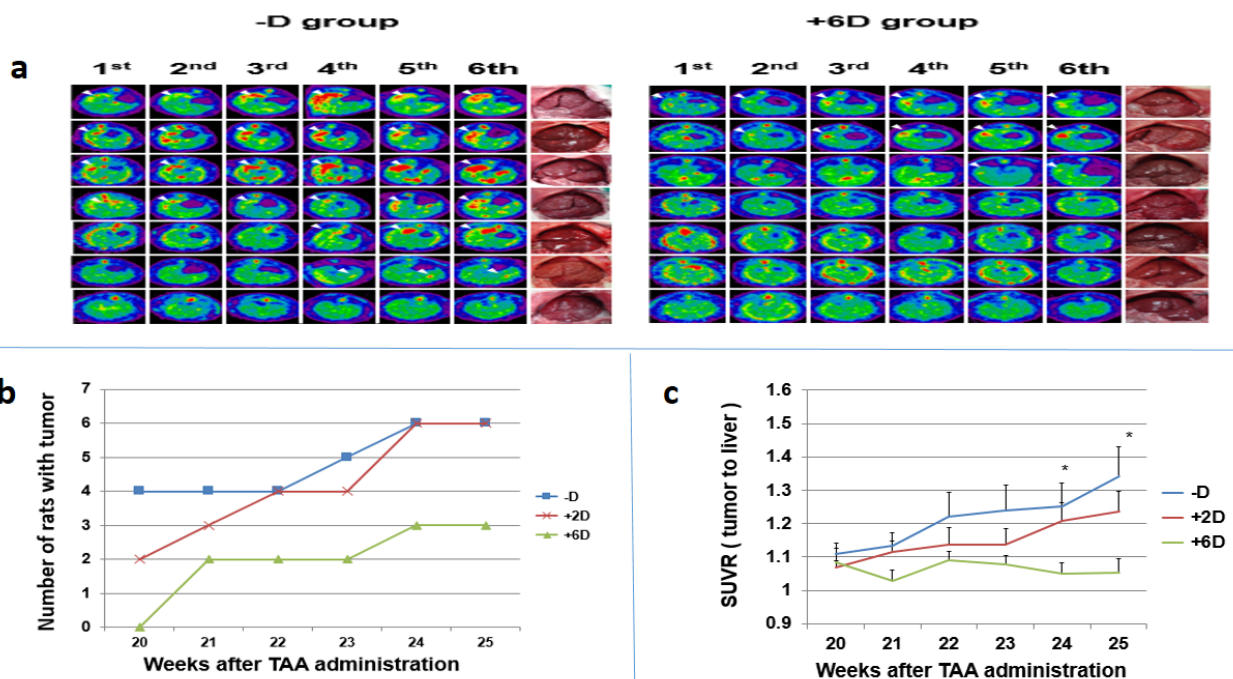 -D group
+6D group
a
1st 2nd 3rd 4th 5th 6th
1st 2nd 3rd 4th 5th 6th
b
Number of rats with tumor
7
6
5
4
3
2
1
0
20 21 22 23 24 25
Weeks after TAA administration
-D
+2D
+6D
c
SUVR ( tumor to liver )
1.6
1.5
1.4
1.3
1.2
1.1
1
0.9
*
*
20 21 22 23 24 25
Weeks after TAA administration
-D
+2D
+6D